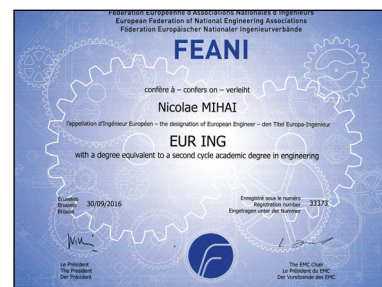 Fédération Européenne d'Associations Nationales d'Ingénieurs
European Federation of National Engineering Associations
Föderation Europäischer Nationaler Ingenieurverbände
FEANI
confère à – confers on – verleiht
Nicolae MIHAI
l'appellation d'Ingénieur Européen – the designation of European Engineer – den Titel Europa-Ingenieur
EUR ING
with a degree equivalent to a second cycle academic degree in engineering
Bruxelles
Brussels 30/09/2016
Brüssel
Enregistré sous le numéro
Registration number 33373
Eingetragen unter der Nummer
Le Président
The President
Der Präsident
The EMC Chair
Le Président du EMC
Der Vorsitzende des EMC